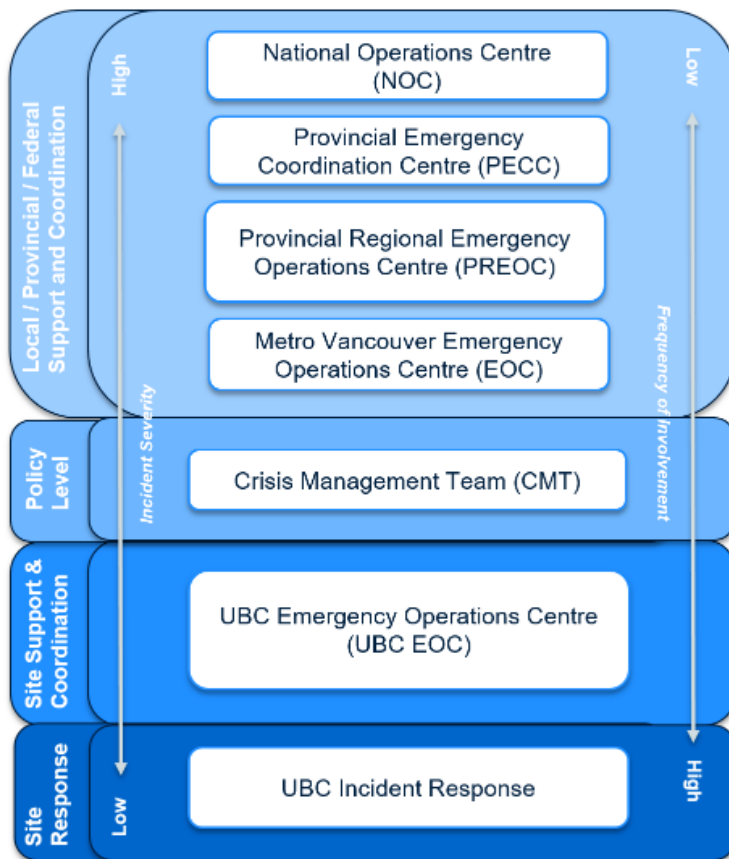 Local / Provincial / Federal
Support and Coordination
High
Low
National Operations Centre
(NOC)
Provincial Emergency
Coordination Centre (PECC)
Provincial Regional Emergency
Operations Centre (PREOC)
Metro Vancouver Emergency
Operations Centre (EOC)
Incident Severity
Frequency of Involvement
Policy
Level
Crisis Management Team (CMT)
Site Support &
Coordination
UBC Emergency Operations Centre
(UBC EOC)
Site
Response
Low
UBC Incident Response
High